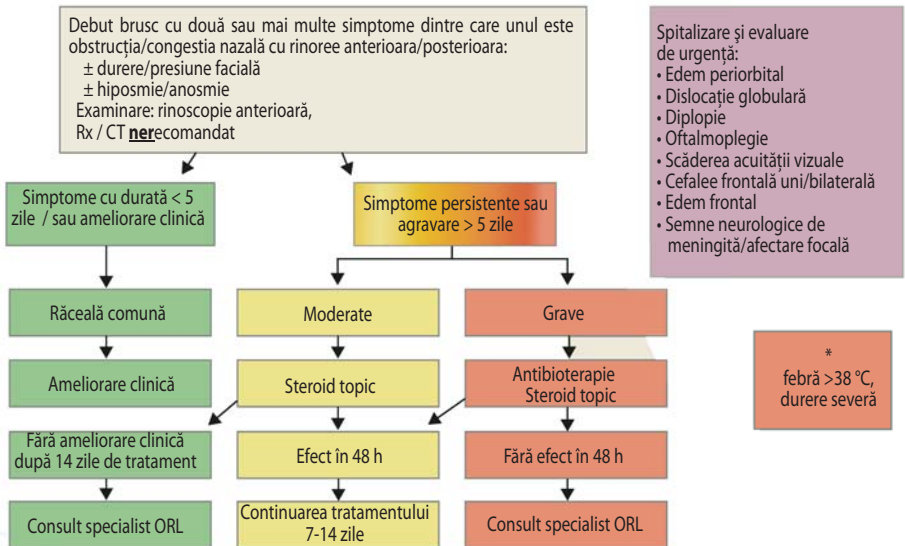 Debut brusc cu două sau mai multe simptome dintre care unul este
obstrucția/congestia nazală cu rinoree anterioara/posterioara:
± durere/presiune facială
± hiposmie/anosmie
Examinare: rinoscopie anterioară,
Rx / CT nerecomandat
Spitalizare şi evaluare
de urgență:
• Edem periorbital
• Dislocație globulară
• Diplopie
• Oftalmoplegie
• Scăderea acuității vizuale
• Cefalee frontală uni/bilaterală
• Edem frontal
• Semne neurologice de
meningită/afectare focală
Simptome cu durată < 5
zile / sau ameliorare clinică
Simptome persistente sau
agravare > 5 zile
Răceală comună
Moderate
Grave
Ameliorare clinică
Steroid topic
Antibioterapie
Steroid topic
*
febră >38 °C,
durere severă
Fără ameliorare clinică
după 14 zile de tratament
Efect în 48 h
Fără efect în 48 h
Consult specialist ORL
Continuarea tratamentului
7-14 zile
Consult specialist ORL